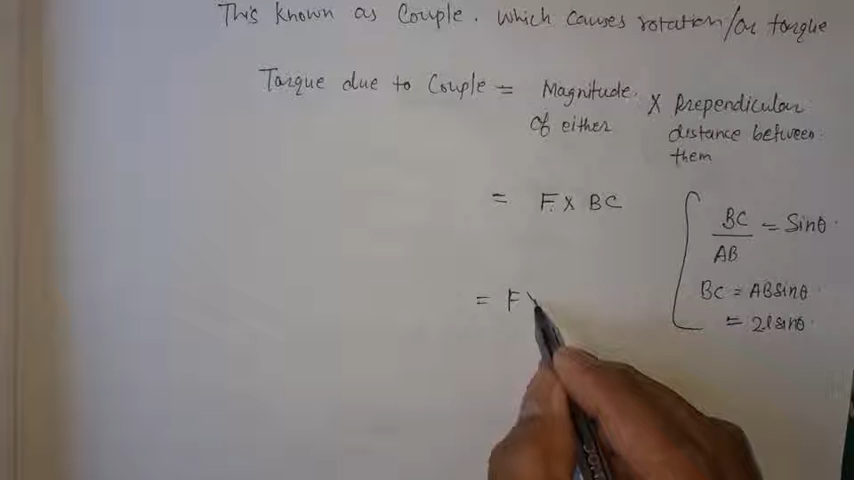 This known as Couple. which causes rotation/on torque
Torque due to Couple = Magnitude of either × Prependicular distance between them
= F × BC
BC/AB = Sinθ
BC = ABsinθ
= 2lsinθ
= F ×